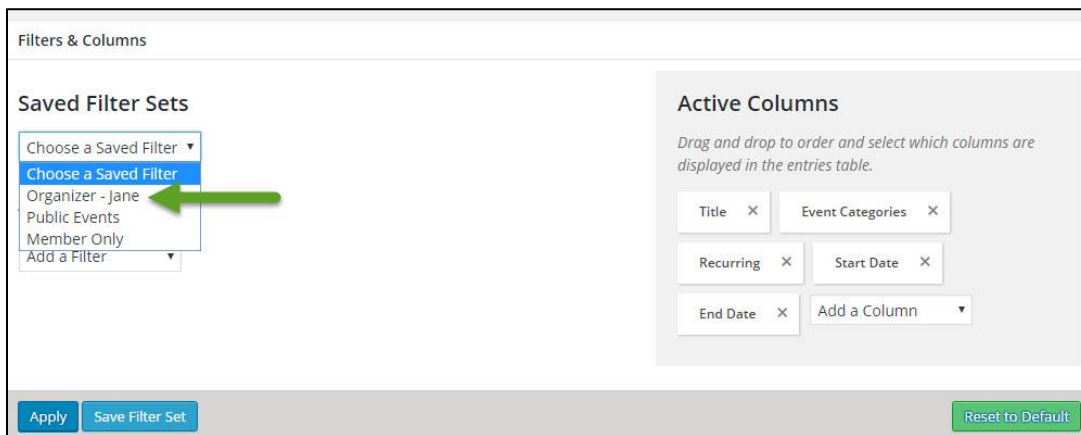 Filters & Columns
Saved Filter Sets
Choose a Saved Filter
Choose a Saved Filter
Organizer - Jane
Public Events
Member Only
Add a Filter
Active Columns
Drag and drop to order and select which columns are
displayed in the entries table.
Title ×
Event Categories ×
Recurring ×
Start Date ×
End Date ×
Add a Column
Apply
Save Filter Set
Reset to Default